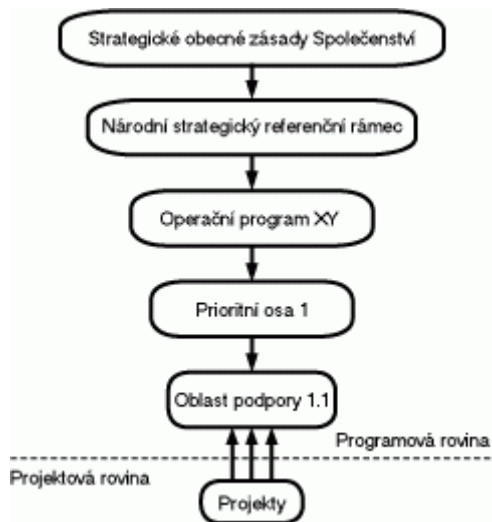 Strategické obecné zásady Společenství
Národní strategický referenční rámec
Operační program XY
Prioritní osa 1
Oblast podpory 1.1
Programová rovina
Projektová rovina
Projekty